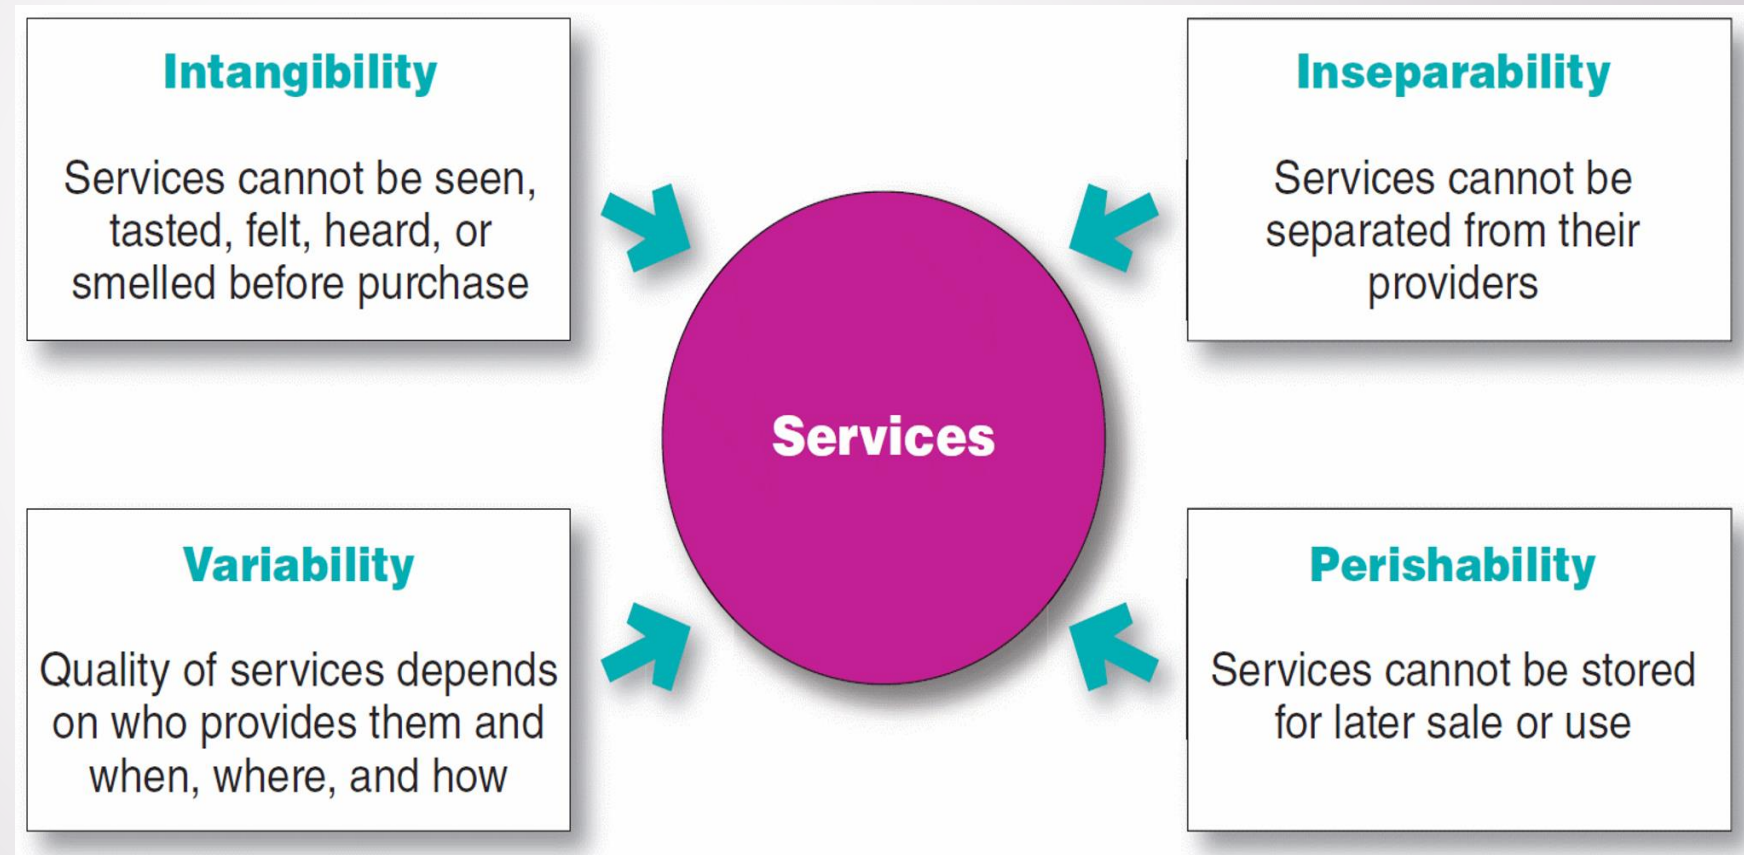 Intangibility
Services cannot be seen,
tasted, felt, heard, or
smelled before purchase
Inseparability
Services cannot be
separated from their
providers
Services
Variability
Quality of services depends
on who provides them and
when, where, and how
Perishability
Services cannot be stored
for later sale or use